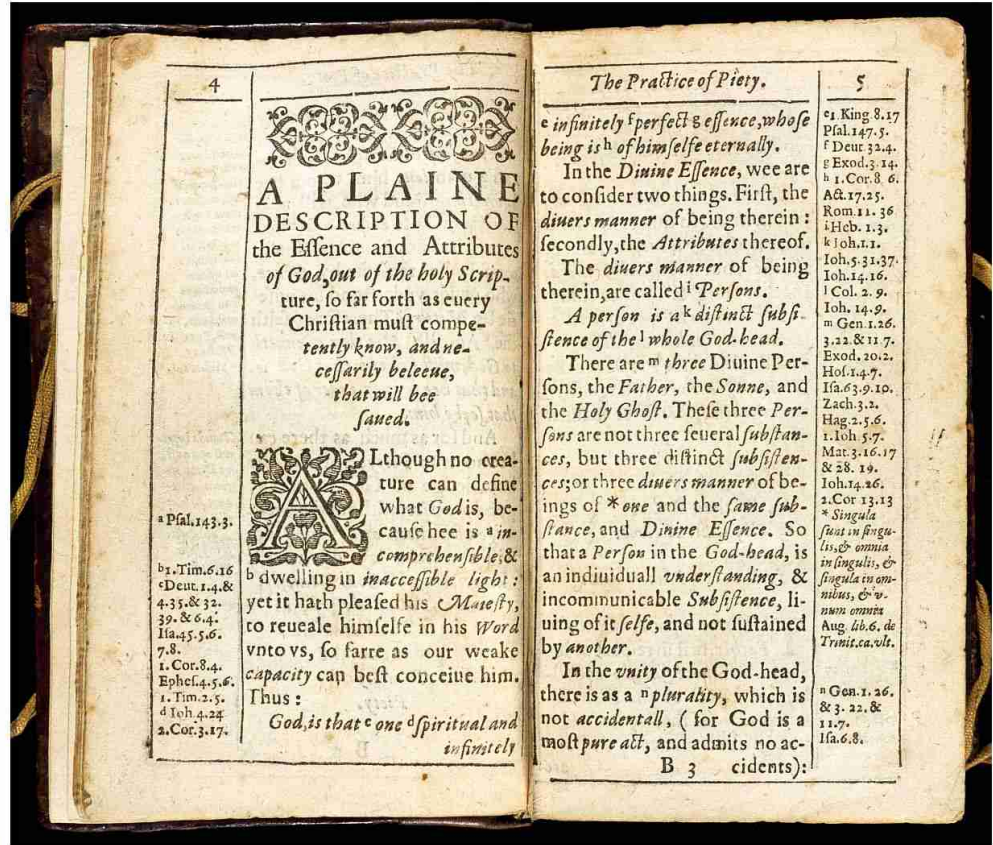 4
A PLAINE
DESCRIPTION OF
the Eſſence and Attributes
of God, out of the holy Scrip-
ture, ſo far forth as euery
Chriſtian muſt compe-
tently know, and ne-
ceſſarily beleeue,
that will bee
ſaued.
ALthough no crea-
ture can define
what God is, be-
cauſe hee is a in-
comprehenſible, &
b dwelling in inacceſſible light :
yet it hath pleaſed his Maieſty,
to reueale himſelfe in his Word
vnto vs, ſo farre as our weake
capacity can beſt conceiue him.
Thus :
God, is that c one d ſpiritual and
infinitely
a Pſal.143.3.
b 1.Tim.6.16
c Deut.1.4.&
4.35.& 32.
39. & 6.4.
Iſa.45.5.6.
7.8.
1. Cor.8.4.
Epheſ.4.5.6.
1. Tim.2.5.
d Ioh.4.24
2.Cor.3.17.
The Practice of Piety.
5
e infinitely f perfect g eſſence, whoſe
being is h of himſelfe eternally.
In the Diuine Eſſence, wee are
to conſider two things. Firſt, the
diuers manner of being therein :
ſecondly, the Attributes thereof.
The diuers manner of being
therein, are called i Perſons.
A perſon is a k diſtinct ſubſi-
ſtence of the l whole God-head.
There are m three Diuine Per-
ſons, the Father, the Sonne, and
the Holy Ghoſt. Theſe three Per-
ſons are not three ſeuerall ſubſtan-
ces, but three diſtinct ſubſiſten-
ces; or three diuers manner of be-
ings of * one and the ſame ſub-
ſtance, and Diuine Eſſence. So
that a Perſon in the God-head, is
an indiuiduall vnderſtanding, &
incommunicable Subſiſtence, li-
uing of it ſelfe, and not ſuſtained
by another.
In the vnity of the God-head,
there is as a n plurality, which is
not accidentall, ( for God is a
moſt pure act, and admits no ac-
B 3 cidents):
e 1 King 8.17
Pſal.147.5.
f Deut 32.4.
g Exod.3.14.
h 1.Cor.8 6.
Act.17.25.
Rom 11. 36
i Heb. 1.3.
k Ioh.1.1.
Ioh.5.31.37.
Ioh.14.16.
l Col. 2. 9.
Ioh. 14.9.
m Gen.1.26.
3.22.& 11 7.
Exod. 20.2.
Hoſ.1.4.7.
Iſa.63.9.10.
Zach.3.2.
Hag.2.5.6.
1.Ioh 5.7.
Mat.3.16.17
& 28. 19.
Ioh.14.26.
2.Cor 13.13
* Singula
ſunt in ſingu-
lis, & omnia
in ſingulis, &
ſingula in om-
nibus, & v-
num omnia
Aug. lib.6. de
Trinit.ca.vlt.
n Gen.1. 26.
& 3. 22.&
11.7.
Iſa.6.8.